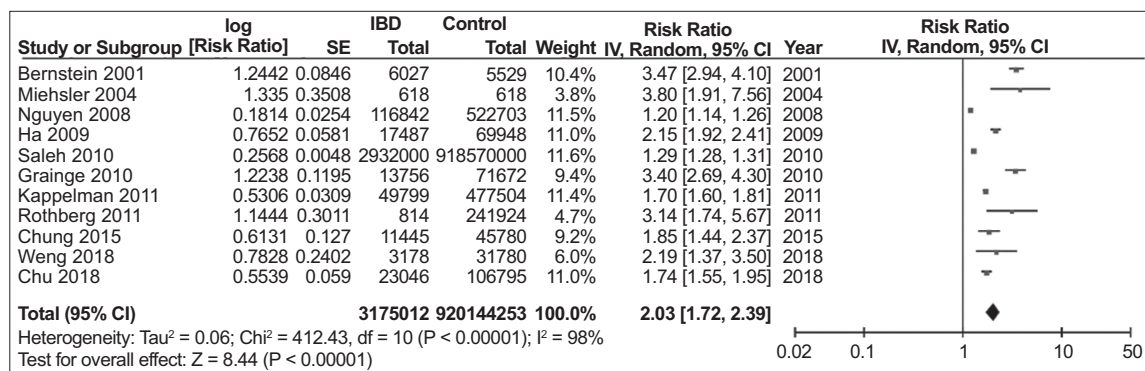 log IBD Control Risk Ratio Risk Ratio
Study or Subgroup [Risk Ratio] SE Total Total Weight IV, Random, 95% CI Year IV, Random, 95% CI
Bernstein 2001 1.2442 0.0846 6027 5529 10.4% 3.47 [2.94, 4.10] 2001
Miehsler 2004 1.335 0.3508 618 618 3.8% 3.80 [1.91, 7.56] 2004
Nguyen 2008 0.1814 0.0254 116842 522703 11.5% 1.20 [1.14, 1.26] 2008
Ha 2009 0.7652 0.0581 17487 69948 11.0% 2.15 [1.92, 2.41] 2009
Saleh 2010 0.2568 0.0048 2932000 918570000 11.6% 1.29 [1.28, 1.31] 2010
Grainge 2010 1.2238 0.1195 13756 71672 9.4% 3.40 [2.69, 4.30] 2010
Kappelman 2011 0.5306 0.0309 49799 477504 11.4% 1.70 [1.60, 1.81] 2011
Rothberg 2011 1.1444 0.3011 814 241924 4.7% 3.14 [1.74, 5.67] 2011
Chung 2015 0.6131 0.127 11445 45780 9.2% 1.85 [1.44, 2.37] 2015
Weng 2018 0.7828 0.2402 3178 31780 6.0% 2.19 [1.37, 3.50] 2018
Chu 2018 0.5539 0.059 23046 106795 11.0% 1.74 [1.55, 1.95] 2018
Total (95% CI) 3175012 920144253 100.0% 2.03 [1.72, 2.39]
Heterogeneity: Tau² = 0.06; Chi² = 412.43, df = 10 (P < 0.00001); I² = 98%
Test for overall effect: Z = 8.44 (P < 0.00001)
0.02 0.1 1 10 50